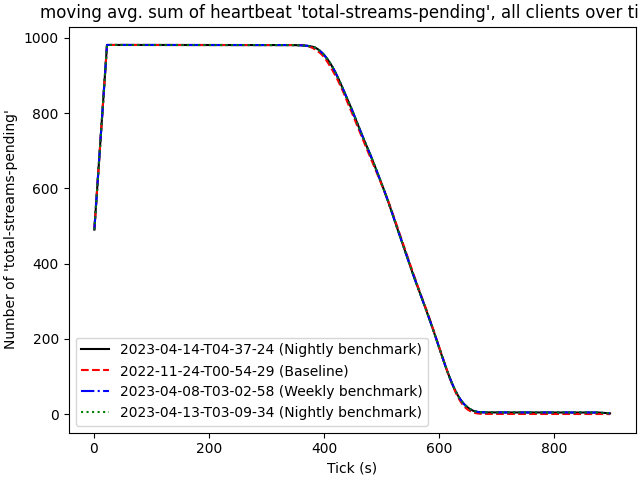 moving avg. sum of heartbeat 'total-streams-pending', all clients over ti
Number of 'total-streams-pending'
1000
800
600
400
200
0
2023-04-14-T04-37-24 (Nightly benchmark)
2022-11-24-T00-54-29 (Baseline)
2023-04-08-T03-02-58 (Weekly benchmark)
2023-04-13-T03-09-34 (Nightly benchmark)
0 200 400 600 800
Tick (s)